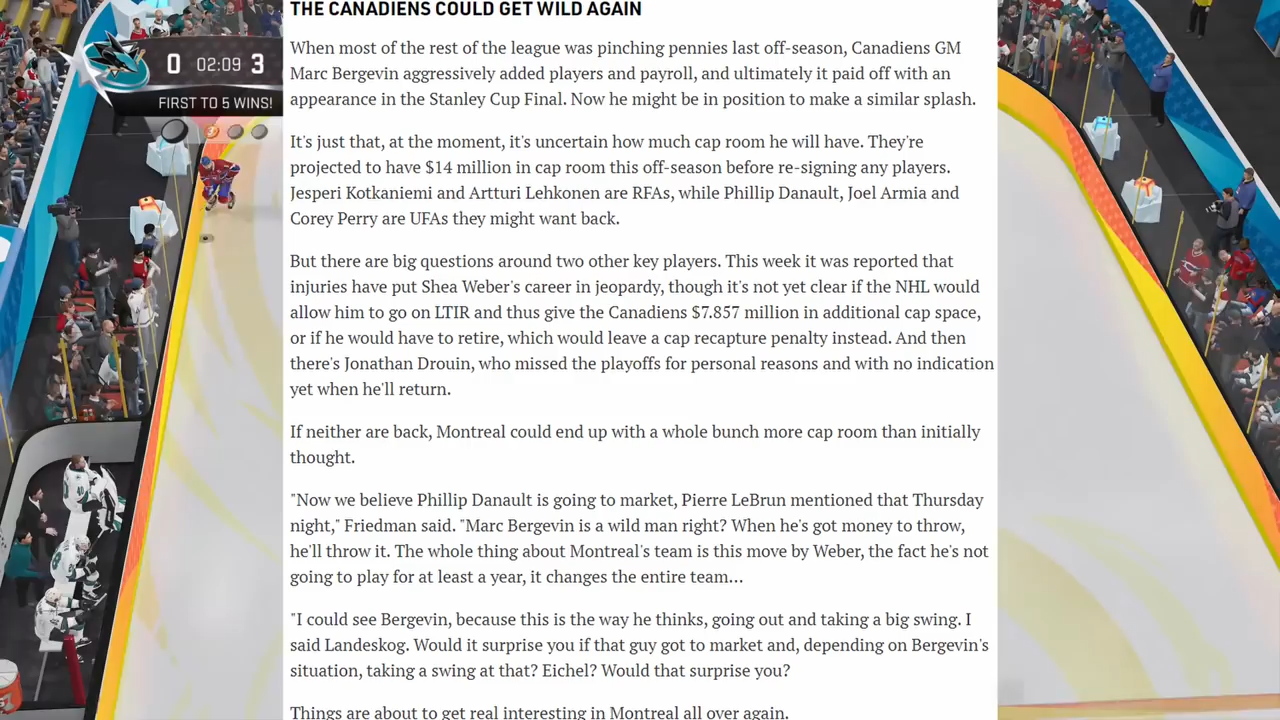 THE CANADIENS COULD GET WILD AGAIN
0 02:09 3
FIRST TO 5 WINS!
When most of the rest of the league was pinching pennies last off-season, Canadiens GM
Marc Bergevin aggressively added players and payroll, and ultimately it paid off with an
appearance in the Stanley Cup Final. Now he might be in position to make a similar splash.
It's just that, at the moment, it's uncertain how much cap room he will have. They're
projected to have $14 million in cap room this off-season before re-signing any players.
Jesperi Kotkaniemi and Artturi Lehkonen are RFAs, while Phillip Danault, Joel Armia and
Corey Perry are UFAs they might want back.
But there are big questions around two other key players. This week it was reported that
injuries have put Shea Weber's career in jeopardy, though it's not yet clear if the NHL would
allow him to go on LTIR and thus give the Canadiens $7.857 million in additional cap space,
or if he would have to retire, which would leave a cap recapture penalty instead. And then
there's Jonathan Drouin, who missed the playoffs for personal reasons and with no indication
yet when he'll return.
If neither are back, Montreal could end up with a whole bunch more cap room than initially
thought.
"Now we believe Phillip Danault is going to market, Pierre LeBrun mentioned that Thursday
night," Friedman said. "Marc Bergevin is a wild man right? When he's got money to throw,
he'll throw it. The whole thing about Montreal's team is this move by Weber, the fact he's not
going to play for at least a year, it changes the entire team...
"I could see Bergevin, because this is the way he thinks, going out and taking a big swing. I
said Landeskog. Would it surprise you if that guy got to market and, depending on Bergevin's
situation, taking a swing at that? Eichel? Would that surprise you?
Things are about to get real interesting in Montreal all over again.